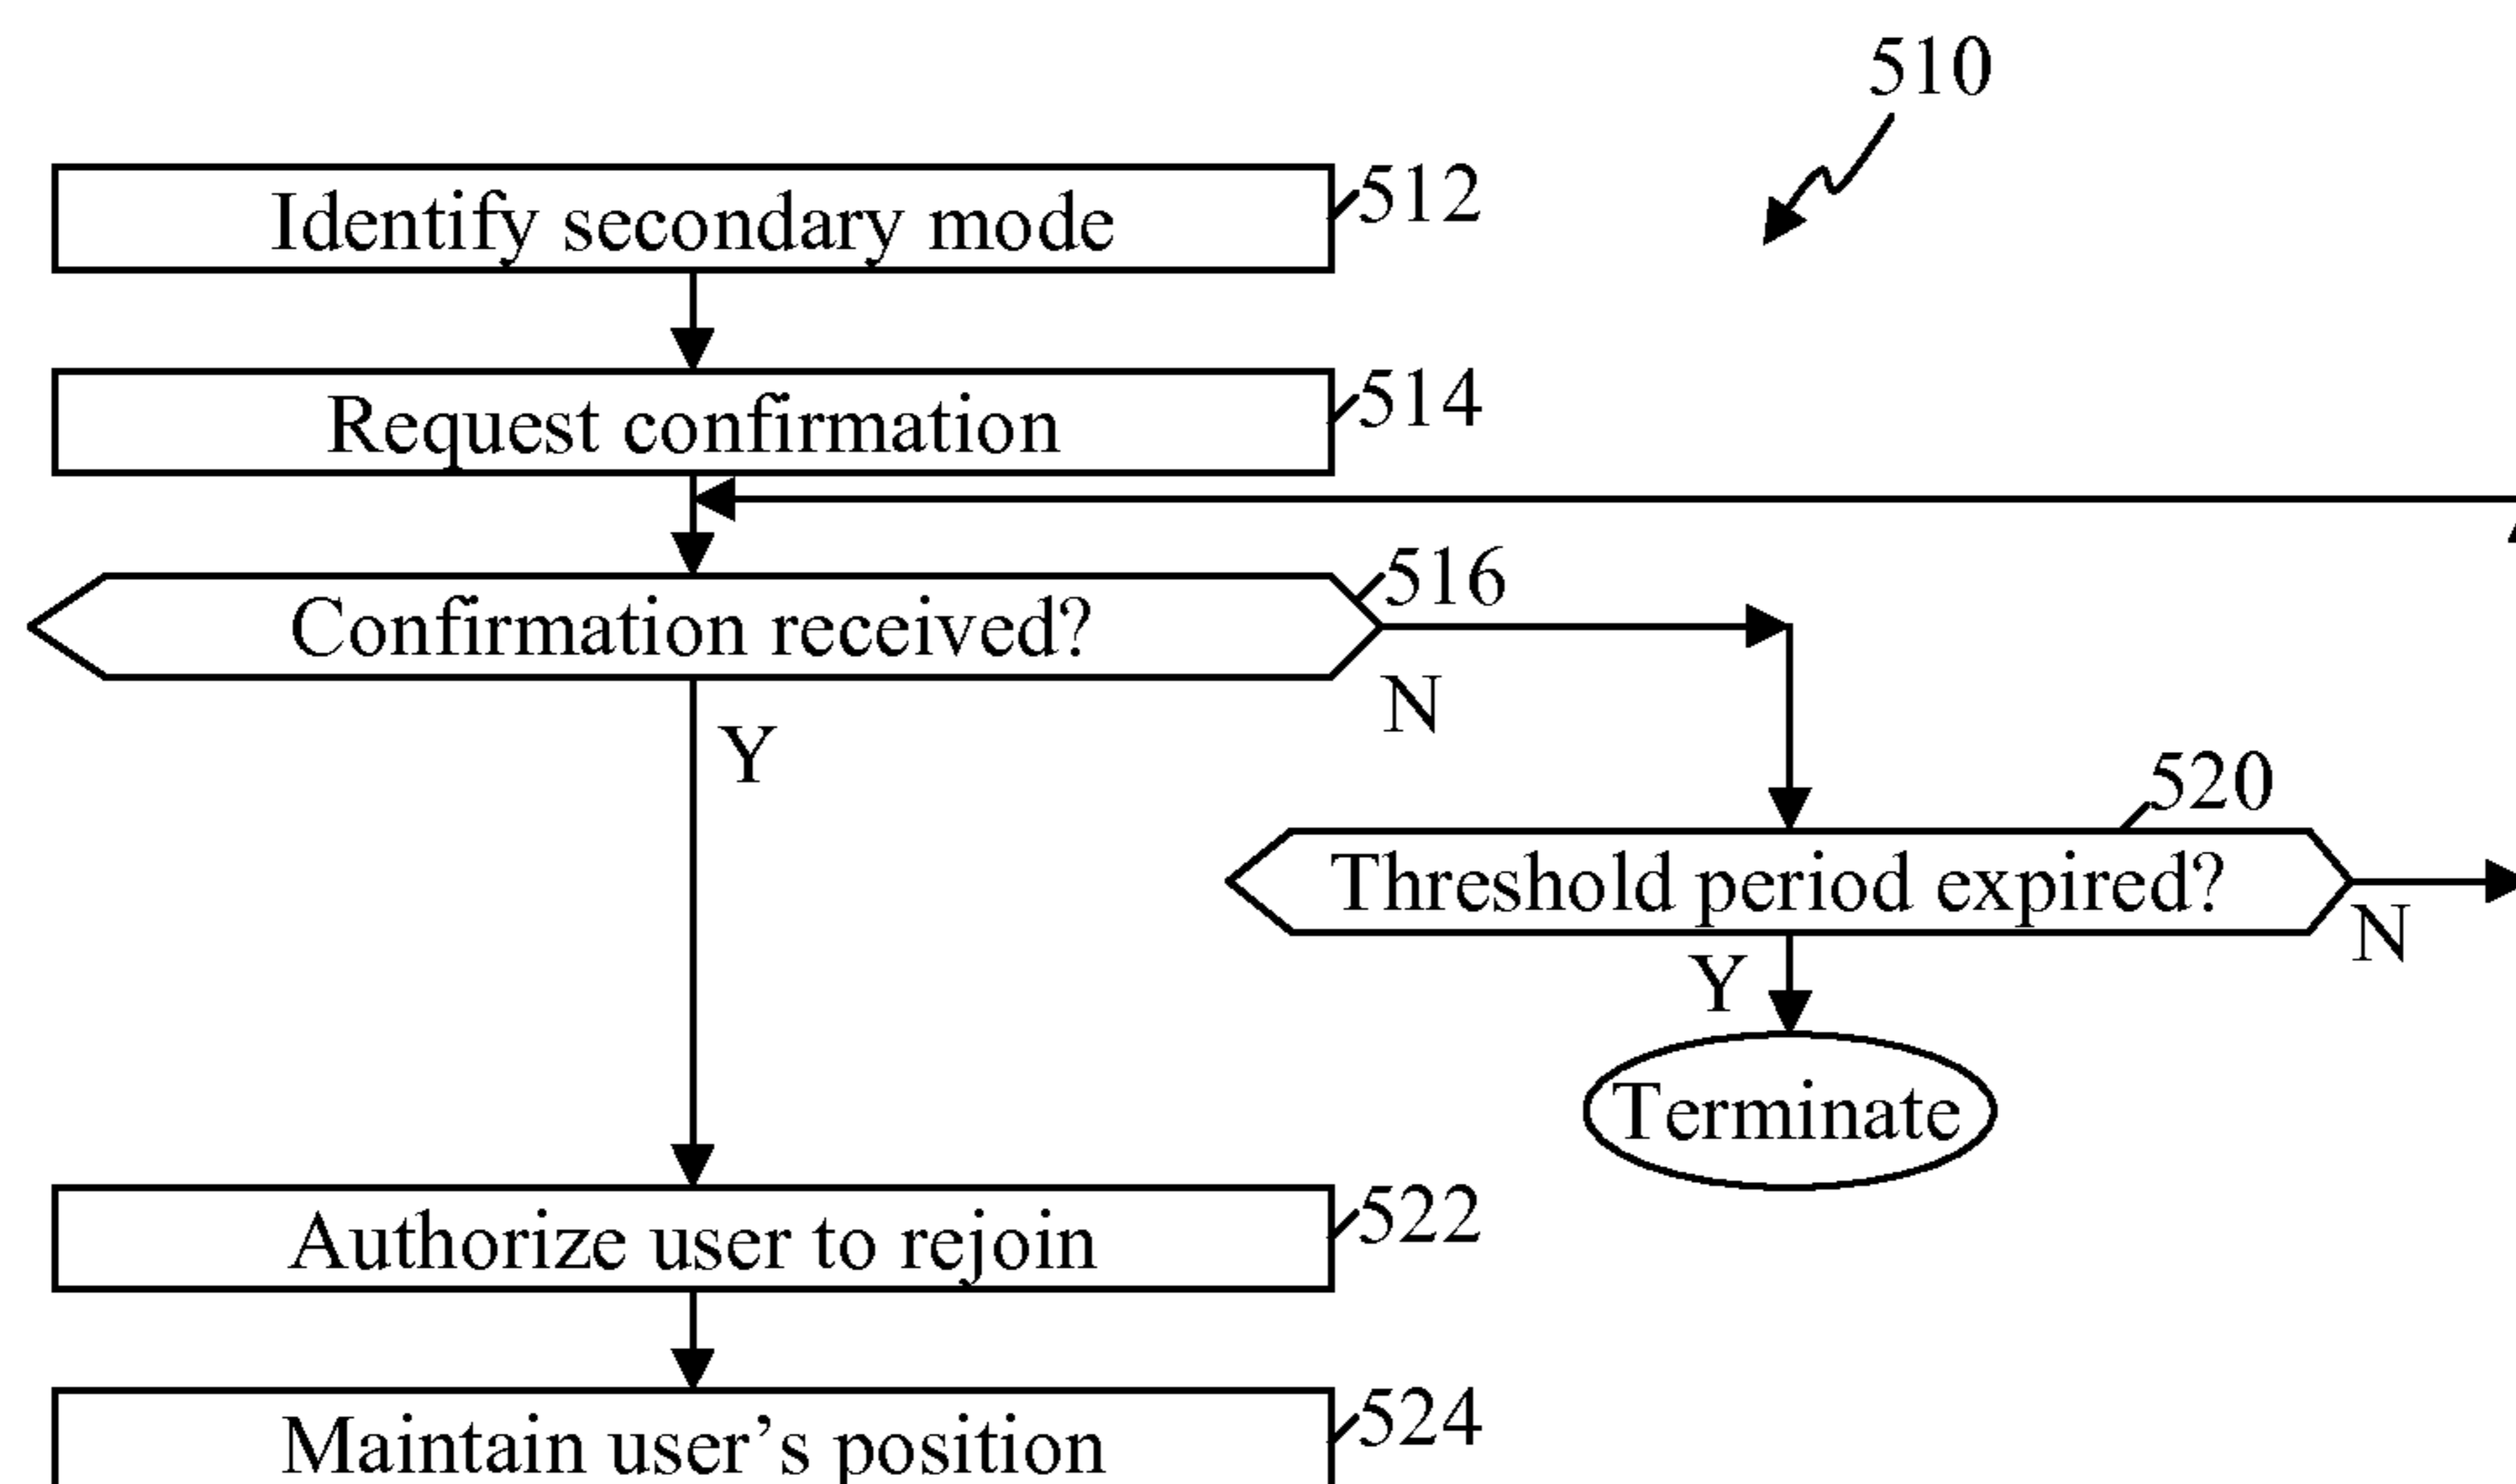 510
Identify secondary mode
512
Request confirmation
514
Confirmation received?
516
N
Y
520
Threshold period expired?
N
Y
Terminate
Authorize user to rejoin
522
Maintain user’s position
524